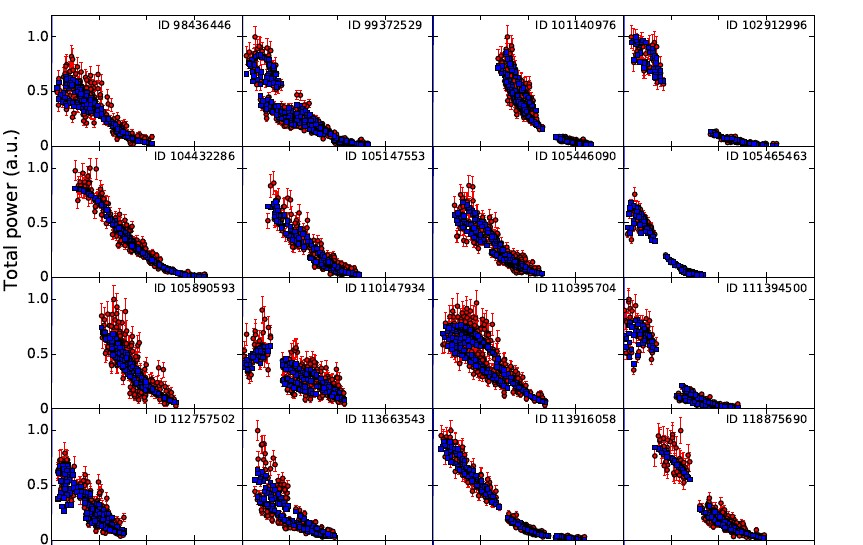 Total power (a.u.)
1.0
0.5
0
ID 98436446
ID 99372529
ID 101140976
ID 102912996
1.0
0.5
0
ID 104432286
ID 105147553
ID 105446090
ID 105465463
1.0
0.5
0
ID 105890593
ID 110147934
ID 110395704
ID 111394500
1.0
0.5
0
ID 112757502
ID 113663543
ID 113916058
ID 118875690